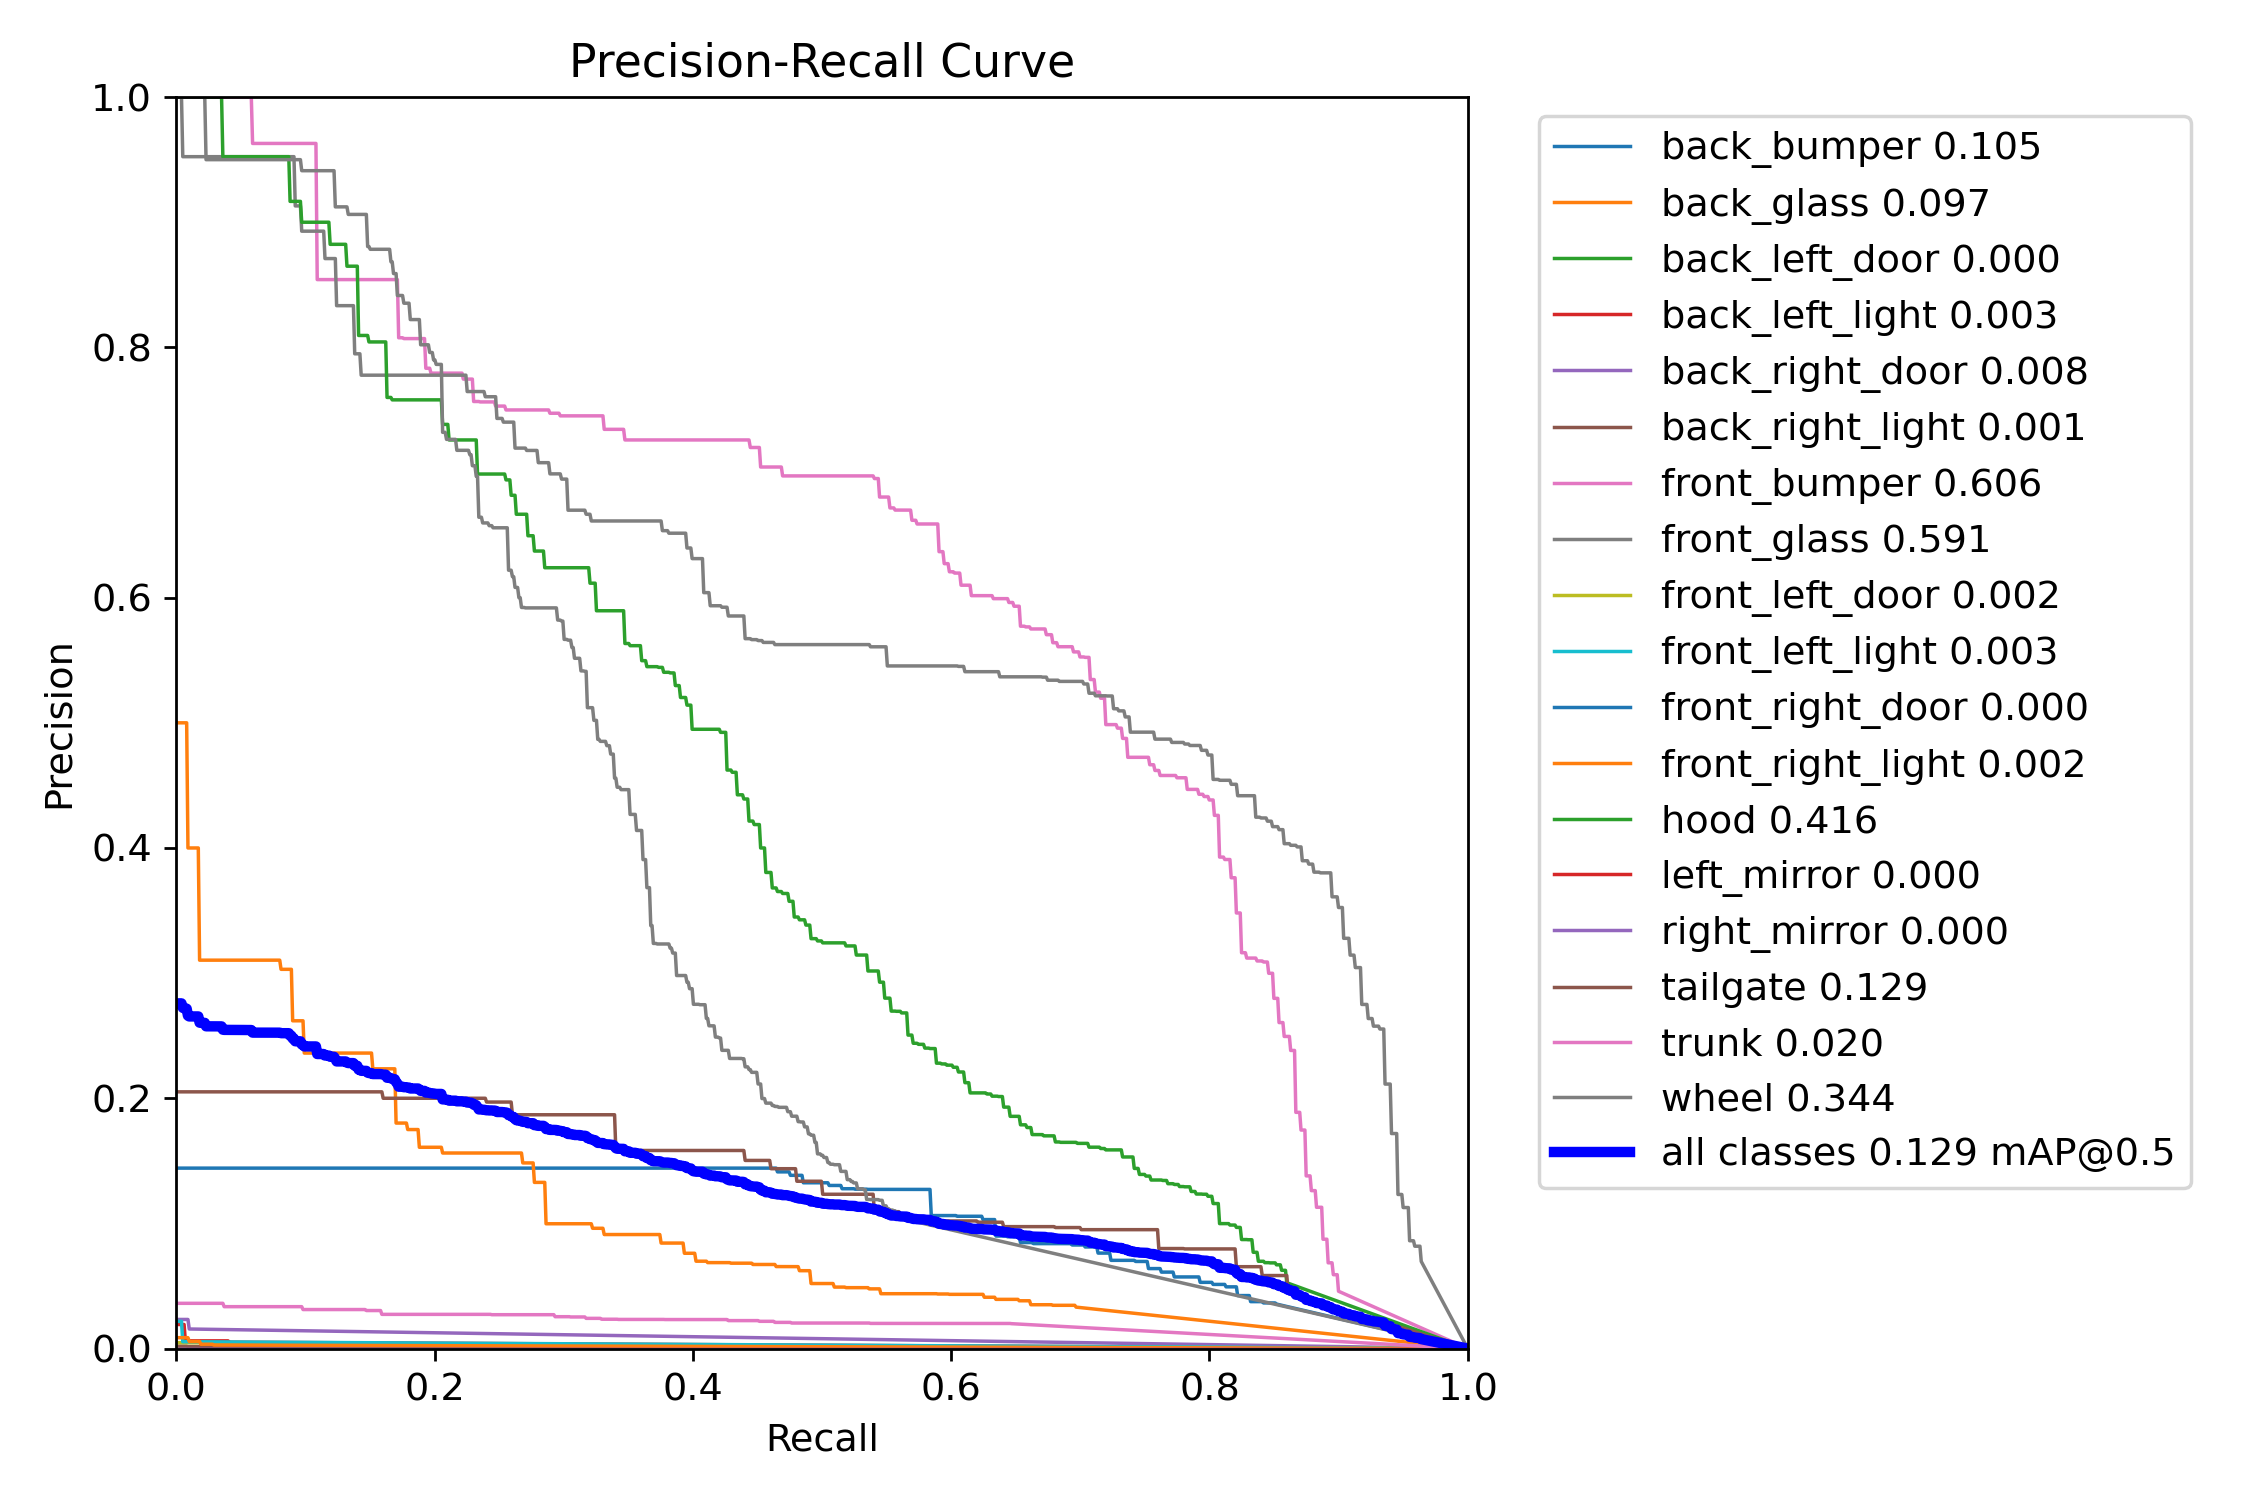 Precision-Recall Curve
1.0
0.8
0.6
0.4
0.2
0.0
Precision
0.0 0.2 0.4 0.6 0.8 1.0
Recall
back_bumper 0.105
back_glass 0.097
back_left_door 0.000
back_left_light 0.003
back_right_door 0.008
back_right_light 0.001
front_bumper 0.606
front_glass 0.591
front_left_door 0.002
front_left_light 0.003
front_right_door 0.000
front_right_light 0.002
hood 0.416
left_mirror 0.000
right_mirror 0.000
tailgate 0.129
trunk 0.020
wheel 0.344
all classes 0.129 mAP@0.5